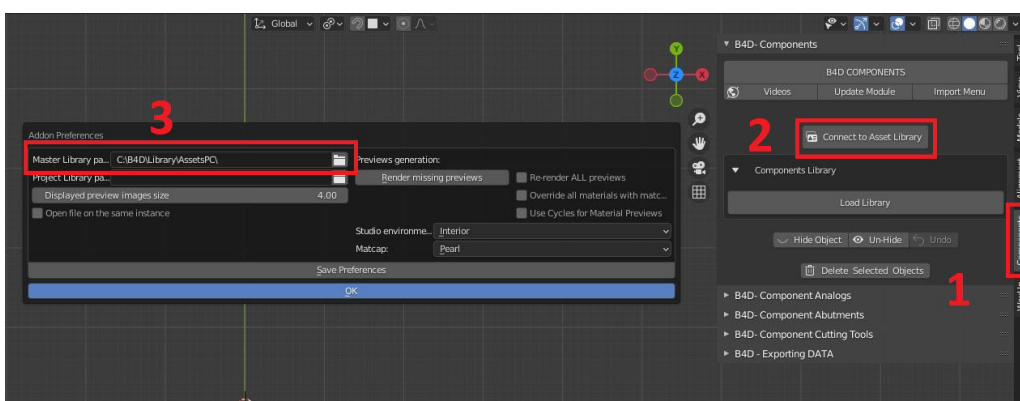 Global
B4D- Components
B4D COMPONENTS
Videos Update Module Import Menu
3
2
Connect to Asset Library
Addon Preferences
Master Library pa... C:\B4D\Library\AssetsPC\
Previews generation:
Project Library pa...
Render missing previews
Re-render ALL previews
Displayed preview images size 4.00
Override all materials with matc...
Open file on the same instance
Use Cycles for Material Previews
Studio environme... Interior
Matcap: Pearl
Save Preferences
OK
Components Library
Load Library
Hide Object Un-Hide Undo
Delete Selected Objects
1
B4D- Component Analogs
B4D- Component Abutments
B4D- Component Cutting Tools
B4D - Exporting DATA
Z
X
Y